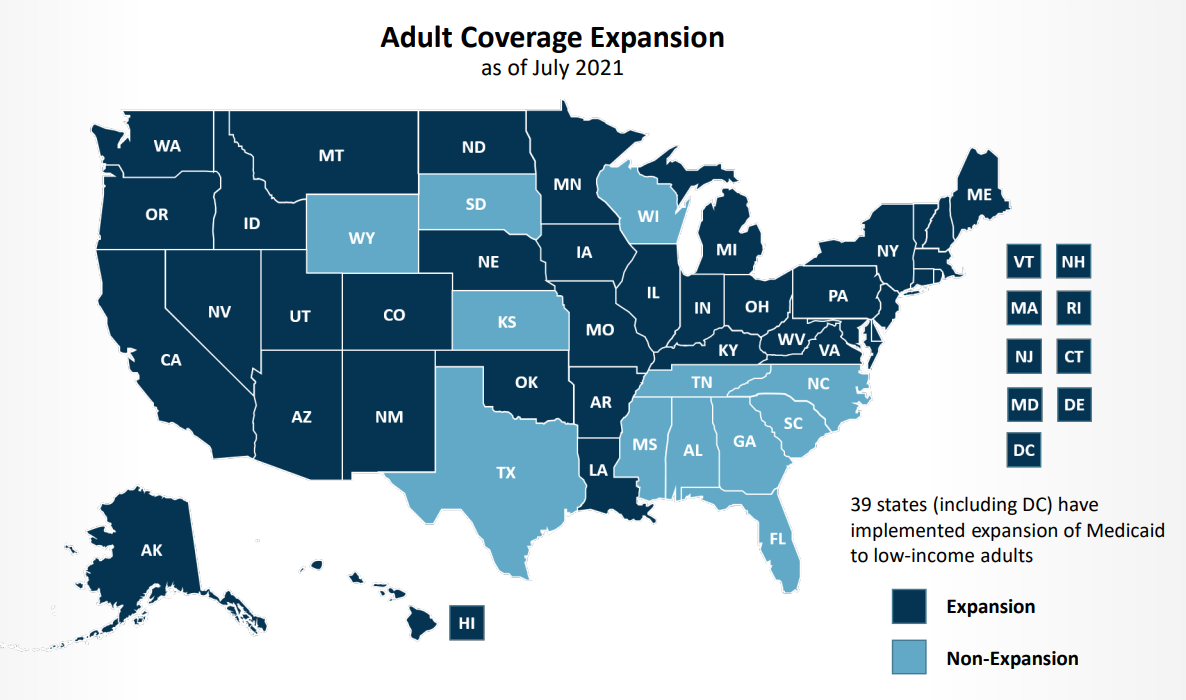 Adult Coverage Expansion
as of July 2021
WA
MT
ND
MN
ME
OR
ID
SD
WI
WY
MI
NY
NE
IA
VT
NH
NV
UT
CO
IL
IN
OH
PA
MA
RI
KS
MO
CA
KY
WV
VA
NJ
CT
AZ
NM
OK
AR
TN
NC
MD
DE
TX
LA
MS
AL
GA
SC
DC
39 states (including DC) have
implemented expansion of Medicaid
to low-income adults
AK
FL
HI
Expansion
Non-Expansion